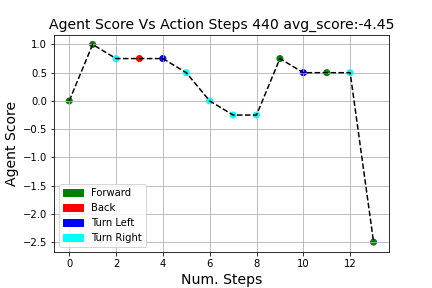 Agent Score Vs Action Steps 440 avg_score:-4.45
1.0
0.5
0.0
−0.5
−1.0
−1.5
−2.0
−2.5
Agent Score
Forward
Back
Turn Left
Turn Right
0 2 4 6 8 10 12
Num. Steps